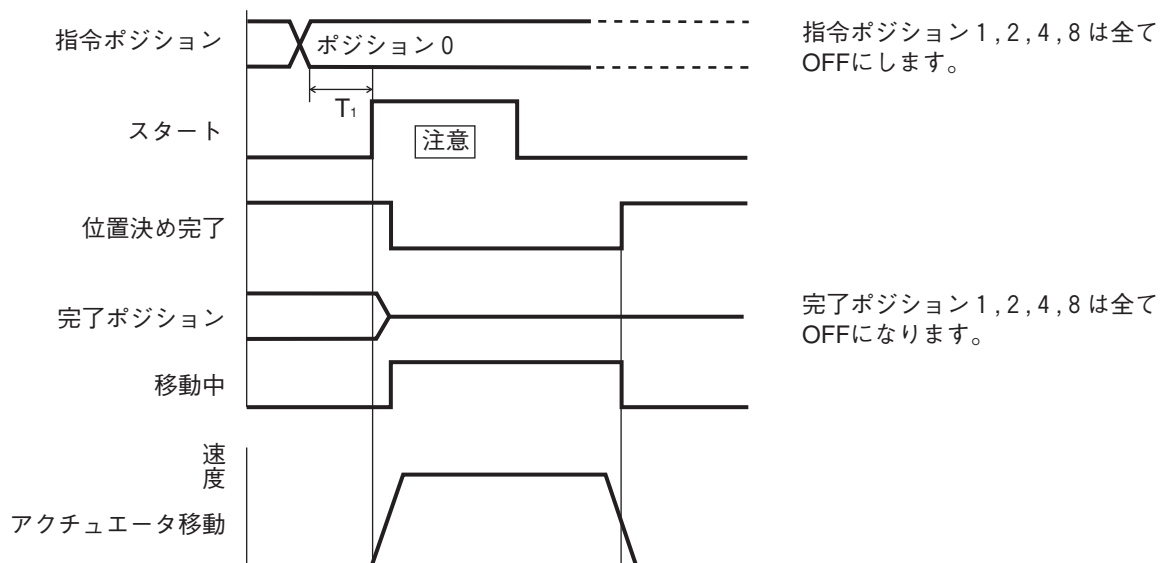 指令ポジション
ポジション 0
指令ポジション 1 , 2 , 4 , 8 は全て
OFFにします。
T1
スタート
注意
位置決め完了
完了ポジション
完了ポジション 1 , 2 , 4 , 8 は全て
OFFになります。
移動中
速度
アクチュエータ移動